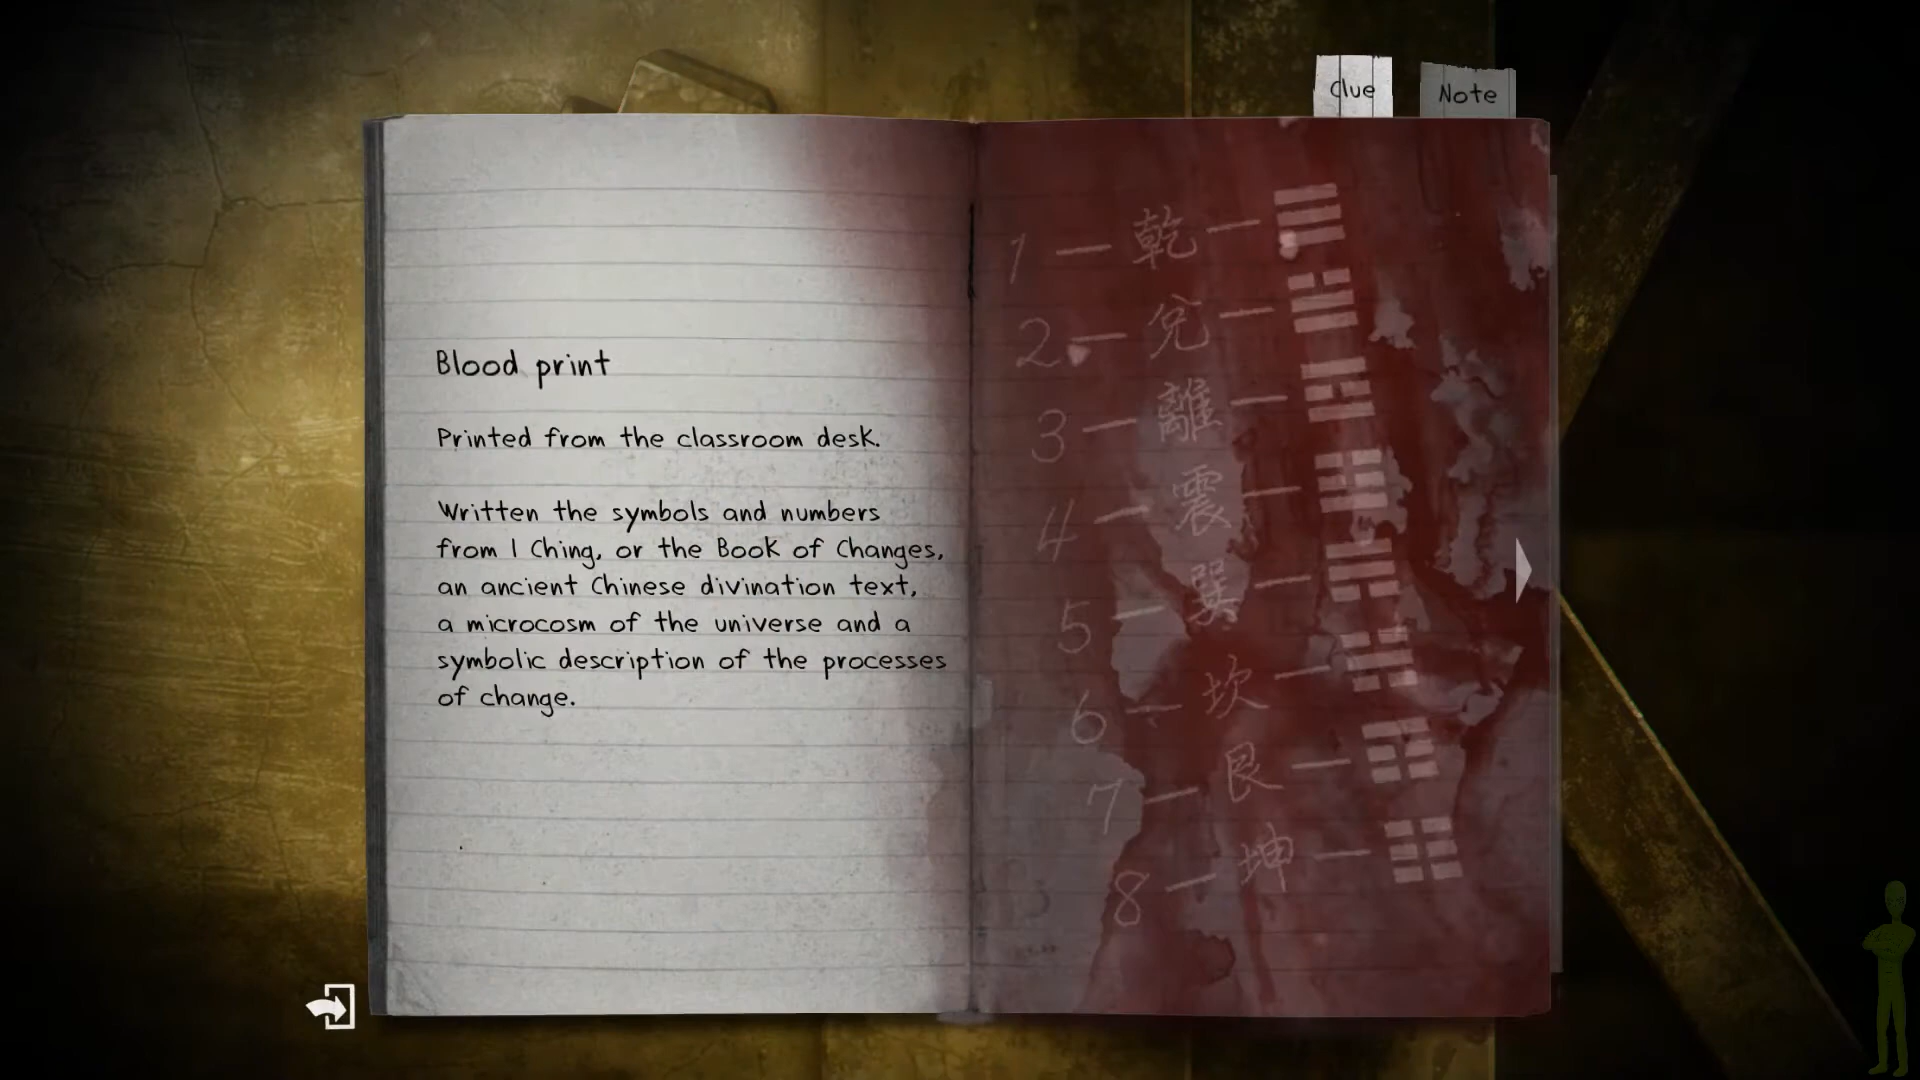 Clue
Note
Blood print
Printed from the classroom desk.
Written the symbols and numbers
from I Ching, or the Book of Changes,
an ancient Chinese divination text,
a microcosm of the universe and a
symbolic description of the processes
of change.
1 — 乾 — ☰
2 — 兌 — ☱
3 — 離 — ☲
4 — 震 — ☳
5 — 巽 — ☴
6 — 坎 — ☵
7 — 艮 — ☶
8 — 坤 — ☷